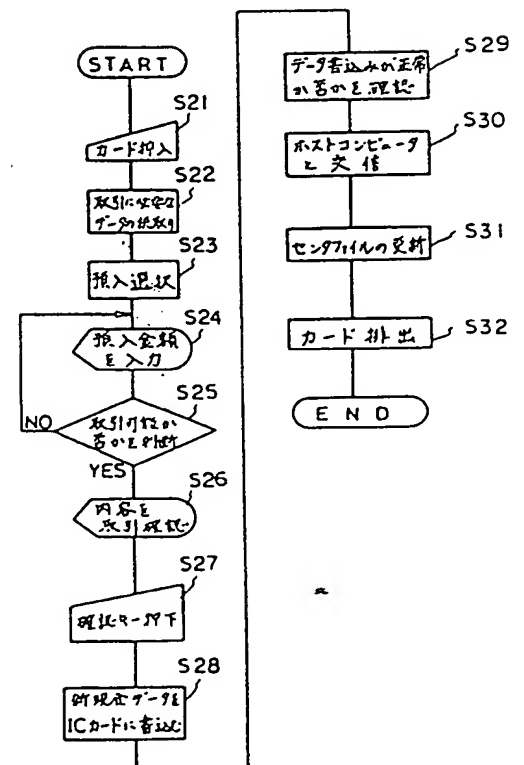 START
S21
カード挿入
S22
取引に必要な
データの読取り
S23
預入選択
S24
預入金額
を入力
S25
取引可能か
否かを判断
NO
YES
S26
内容を
取引確認
S27
確認キー押下
S28
新現在データを
ICカードに書込む
S29
データ書込みが正常
か否かを確認
S30
ホストコンピュータ
と交信
S31
センタファイルの更新
S32
カード排出
END